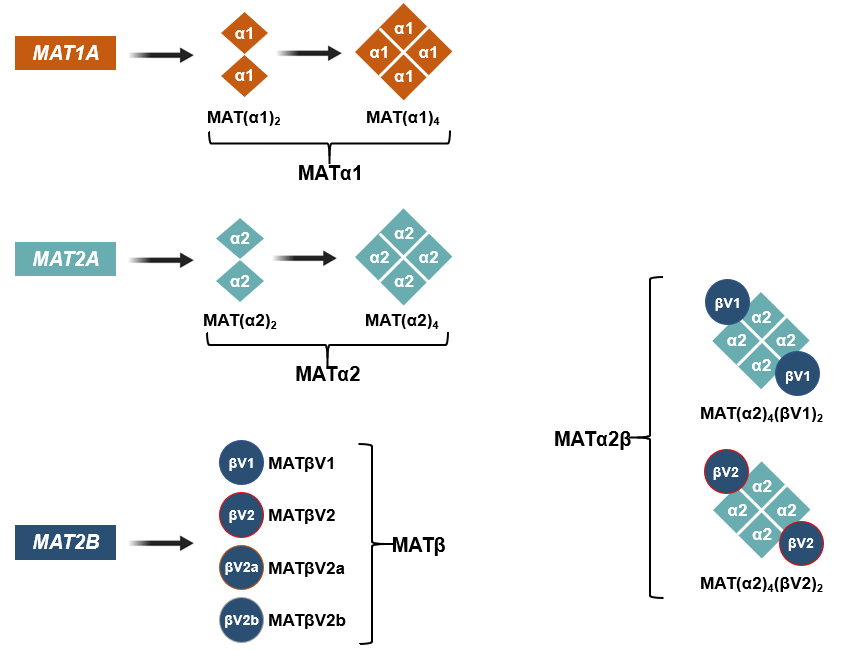 MAT1A
α1
α1
α1
α1
α1
α1
MAT(α1)₂
MAT(α1)₄
MATα1
MAT2A
α2
α2
α2
α2
α2
α2
MAT(α2)₂
MAT(α2)₄
MATα2
MAT2B
βV1 MATβV1
βV2 MATβV2
βV2a MATβV2a
βV2b MATβV2b
MATβ
MATα2β
βV1
α2
α2
α2
α2
βV1
MAT(α2)₄(βV1)₂
βV2
α2
α2
α2
α2
βV2
MAT(α2)₄(βV2)₂